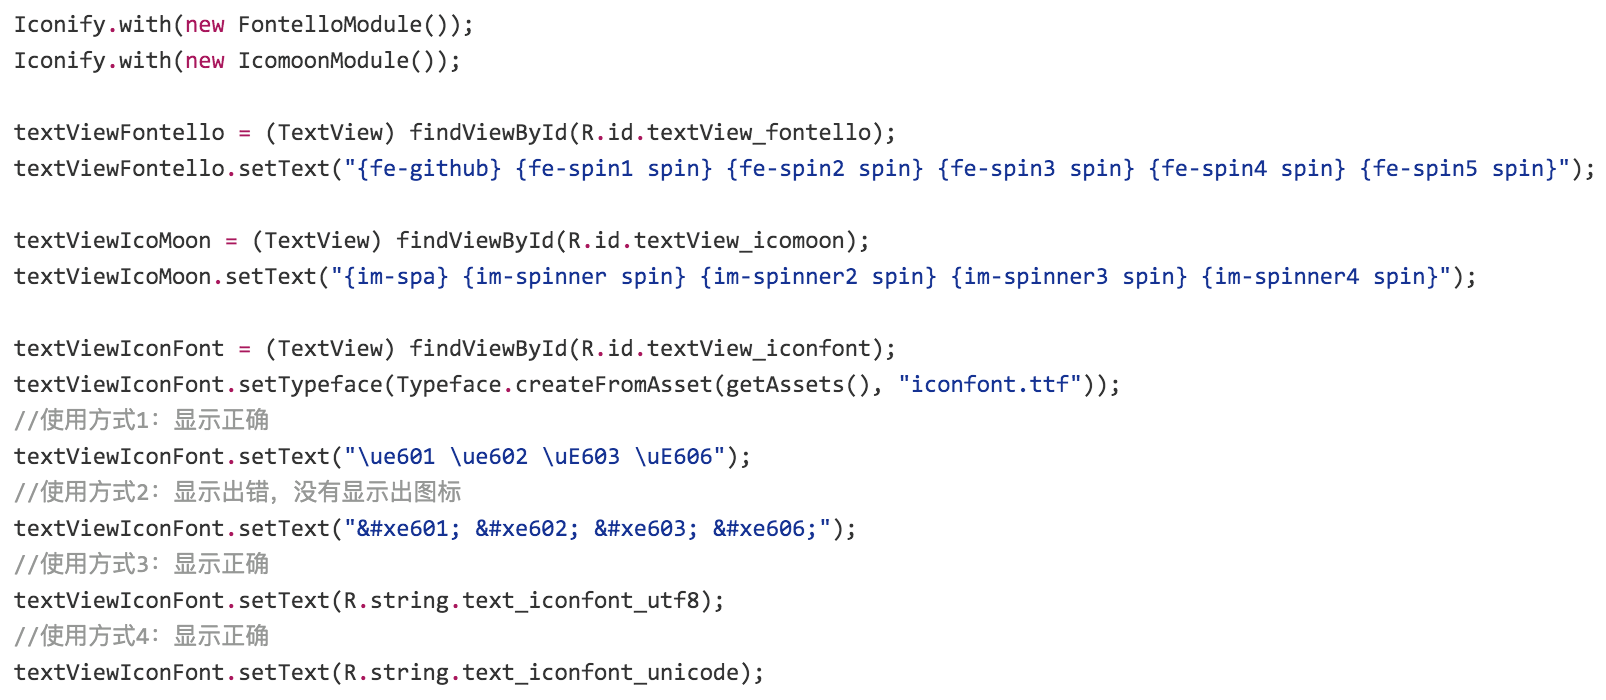 Iconify.with(new FontelloModule());
Iconify.with(new IcomoonModule());
textViewFontello = (TextView) findViewById(R.id.textView_fontello);
textViewFontello.setText("{fe-github} {fe-spin1 spin} {fe-spin2 spin} {fe-spin3 spin} {fe-spin4 spin} {fe-spin5 spin}");
textViewIcoMoon = (TextView) findViewById(R.id.textView_icomoon);
textViewIcoMoon.setText("{im-spa} {im-spinner spin} {im-spinner2 spin} {im-spinner3 spin} {im-spinner4 spin}");
textViewIconFont = (TextView) findViewById(R.id.textView_iconfont);
textViewIconFont.setTypeface(Typeface.createFromAsset(getAssets(), "iconfont.ttf"));
//使用方式1：显示正确
textViewIconFont.setText("\ue601 \ue602 \uE603 \uE606");
//使用方式2：显示出错，没有显示出图标
textViewIconFont.setText("&#xe601; &#xe602; &#xe603; &#xe606;");
//使用方式3：显示正确
textViewIconFont.setText(R.string.text_iconfont_utf8);
//使用方式4：显示正确
textViewIconFont.setText(R.string.text_iconfont_unicode);